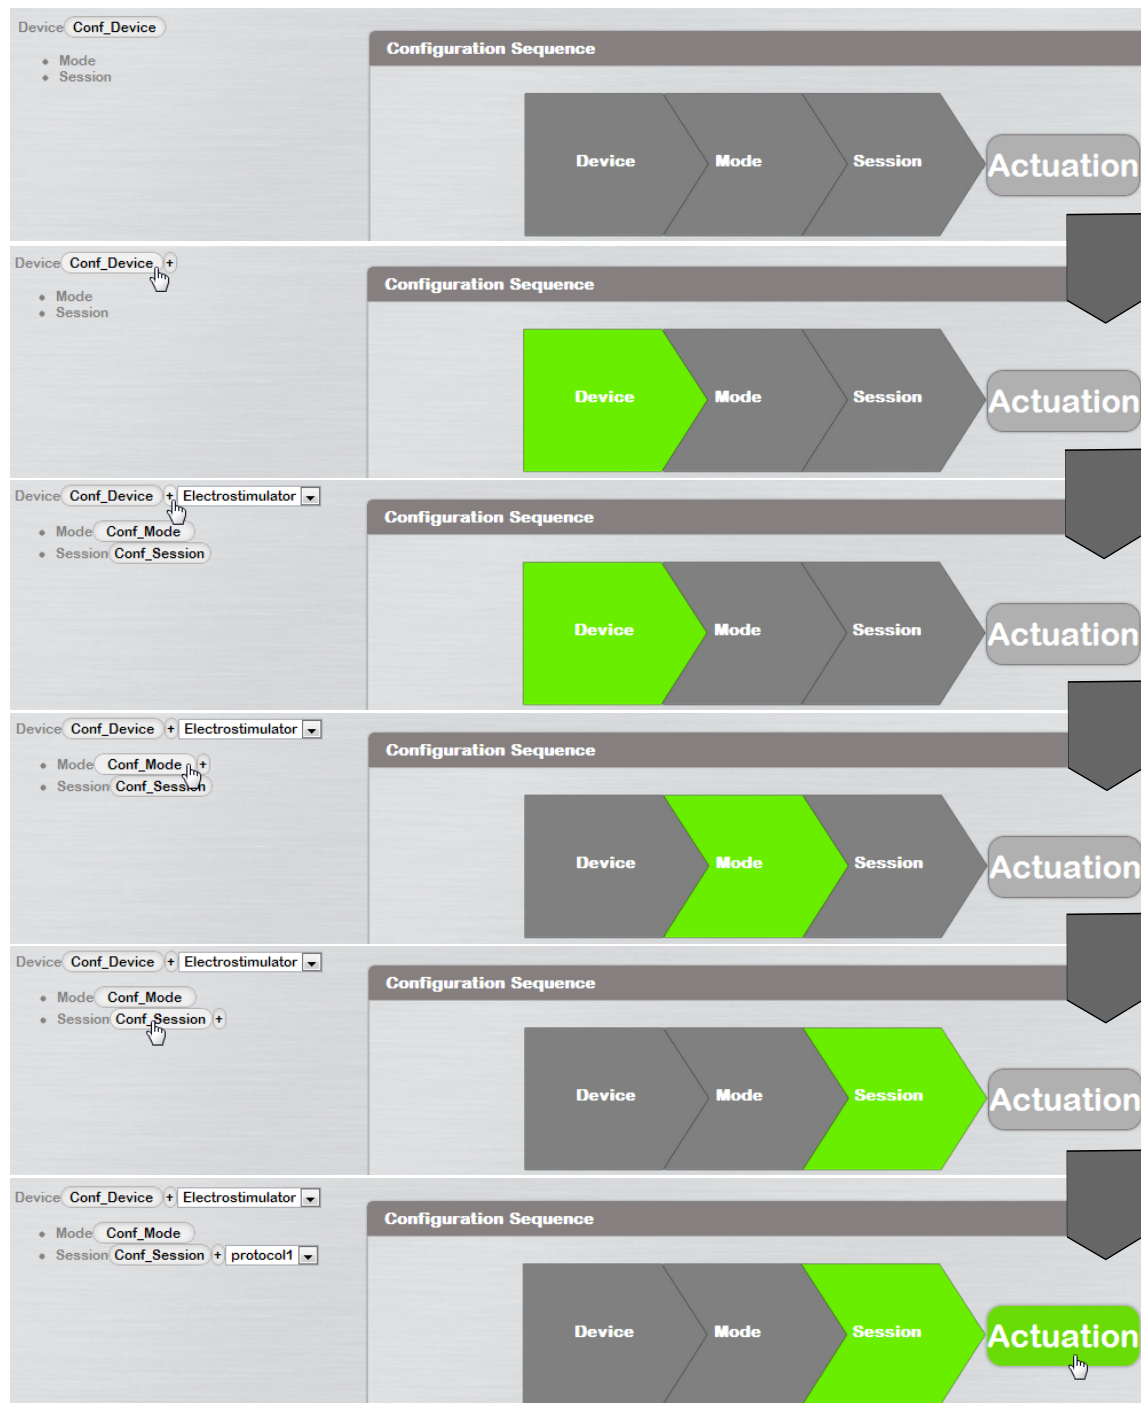 Device Conf_Device
Configuration Sequence
• Mode
• Session
Device Mode Session Actuation
Device Conf_Device +
Configuration Sequence
• Mode
• Session
Device Mode Session Actuation
Device Conf_Device + Electrostimulator
Configuration Sequence
• Mode Conf_Mode
• Session Conf_Session
Device Mode Session Actuation
Device Conf_Device + Electrostimulator
Configuration Sequence
• Mode Conf_Mode +
• Session Conf_Session
Device Mode Session Actuation
Device Conf_Device + Electrostimulator
Configuration Sequence
• Mode Conf_Mode
• Session Conf_Session +
Device Mode Session Actuation
Device Conf_Device + Electrostimulator
Configuration Sequence
• Mode Conf_Mode
• Session Conf_Session + protocol1
Device Mode Session Actuation